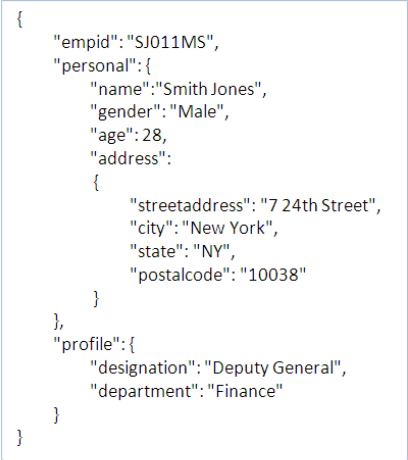 {
"empid": "SJ011MS",
"personal": {
"name":"Smith Jones",
"gender": "Male",
"age": 28,
"address":
{
"streetaddress": "7 24th Street",
"city": "New York",
"state": "NY",
"postalcode": "10038"
}
},
"profile": {
"designation": "Deputy General",
"department": "Finance"
}
}